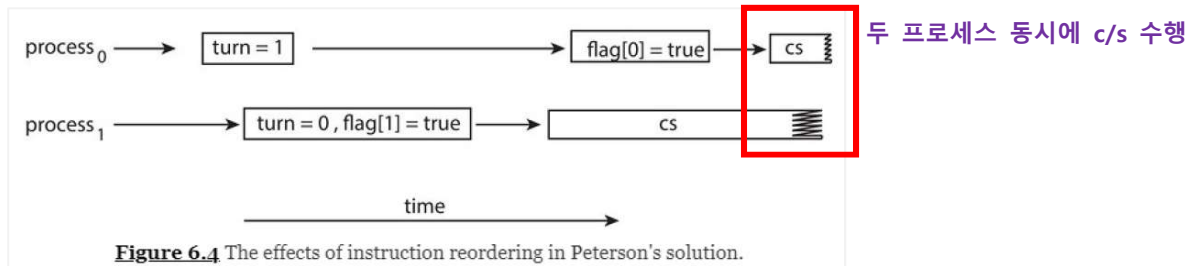 process0 turn = 1 flag[0] = true cs 두 프로세스 동시에 c/s 수행
process1 turn = 0 , flag[1] = true cs
time
Figure 6.4 The effects of instruction reordering in Peterson's solution.